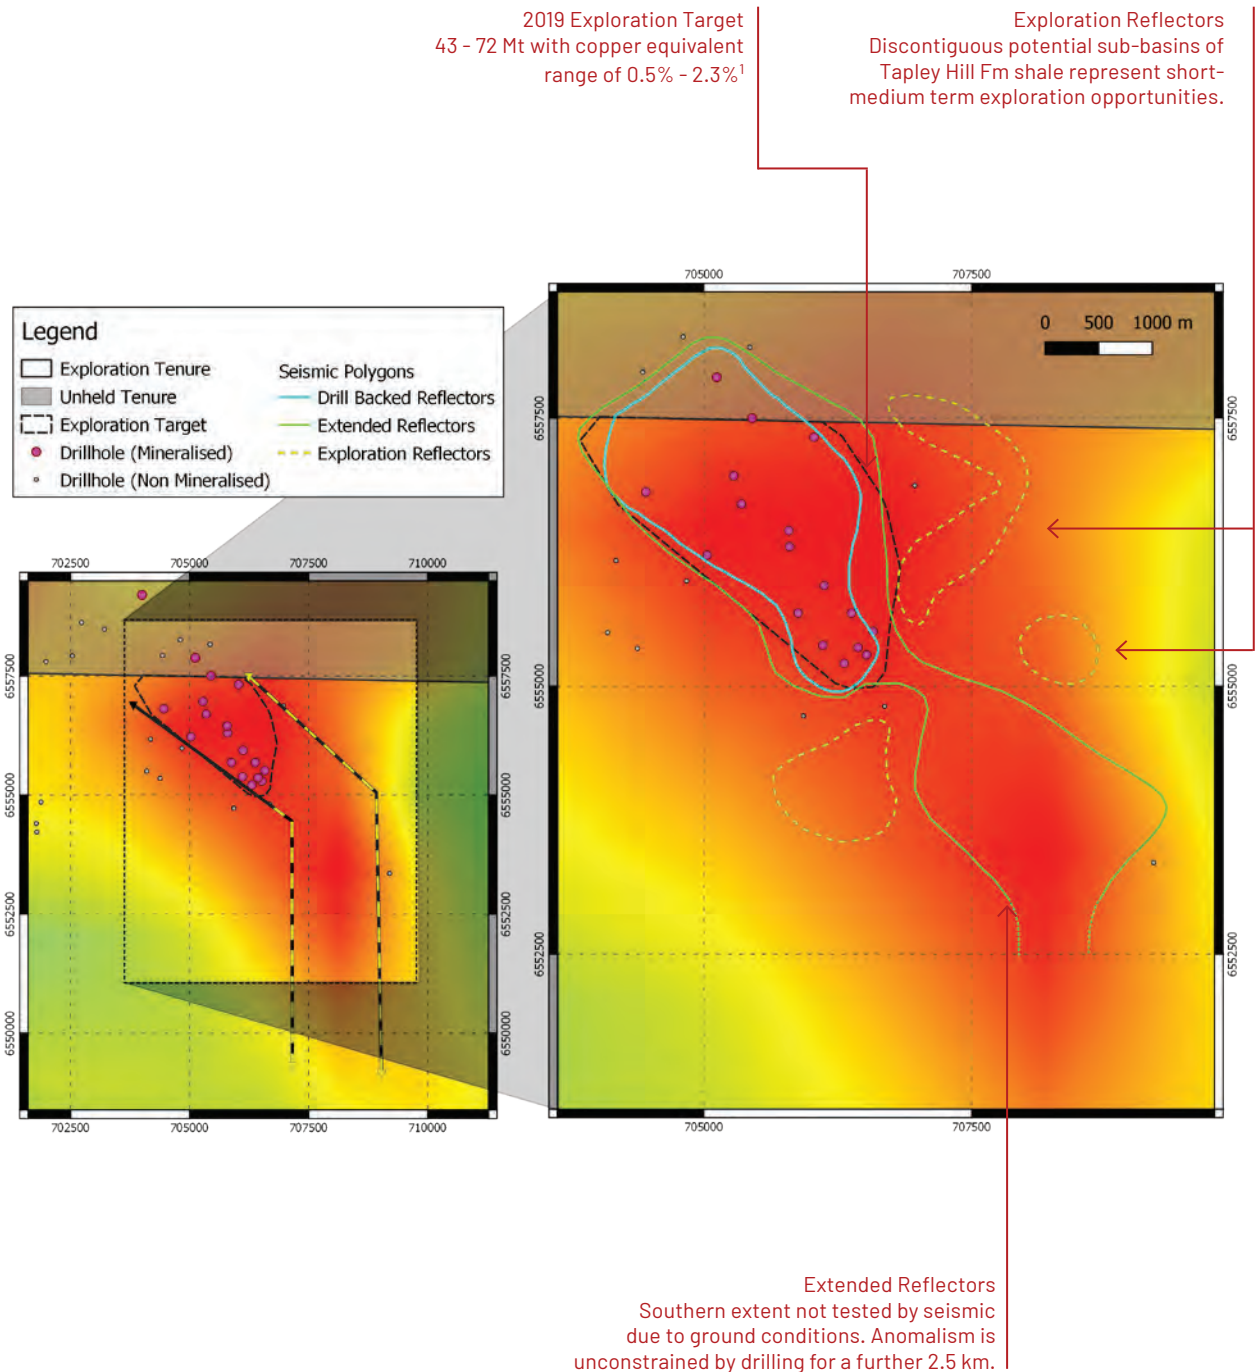 2019 Exploration Target
43 - 72 Mt with copper equivalent
range of 0.5% - 2.3%¹
Exploration Reflectors
Discontiguous potential sub-basins of
Tapley Hill Fm shale represent short-
medium term exploration opportunities.
Legend
Exploration Tenure
Unheld Tenure
Exploration Target
Drillhole (Mineralised)
Drillhole (Non Mineralised)
Seismic Polygons
Drill Backed Reflectors
Extended Reflectors
Exploration Reflectors
705000
707500
0 500 1000 m
6557500
6557500
6555000
6555000
6552500
6552500
705000
707500
702500
705000
707500
710000
6557500
6557500
6555000
6555000
6552500
6552500
6550000
6550000
702500
705000
707500
710000
Extended Reflectors
Southern extent not tested by seismic
due to ground conditions. Anomalism is
unconstrained by drilling for a further 2.5 km.